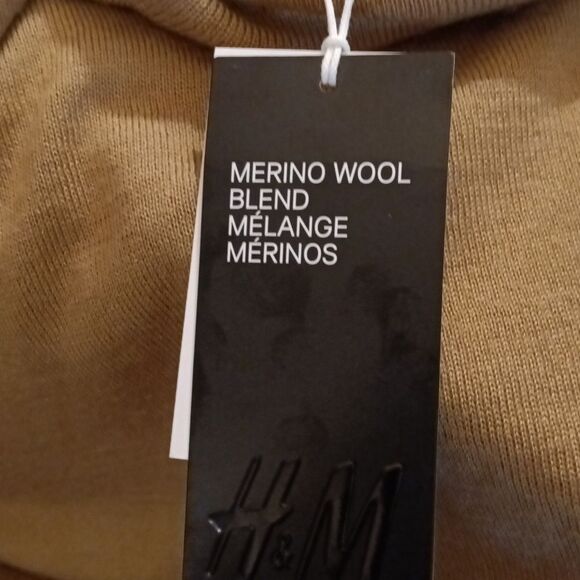 MERINO WOOL
BLEND
MÉLANGE
MÉRINOS
H&M